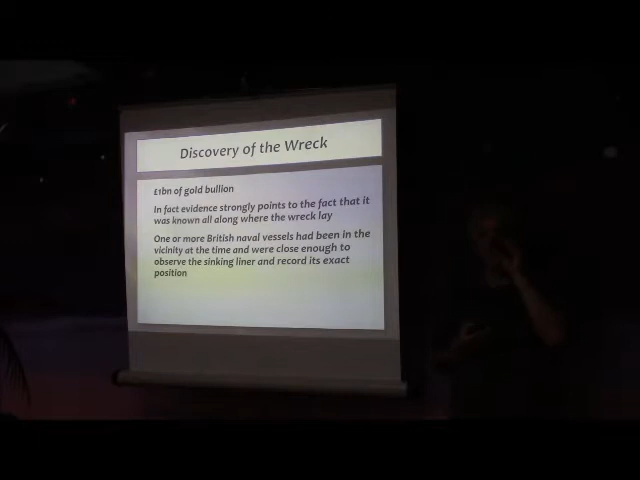 Discovery of the Wreck
£1bn of gold bullion
In fact evidence strongly points to the fact that it
was known all along where the wreck lay
One or more British naval vessels had been in the
vicinity at the time and were close enough to
observe the sinking liner and record its exact
position